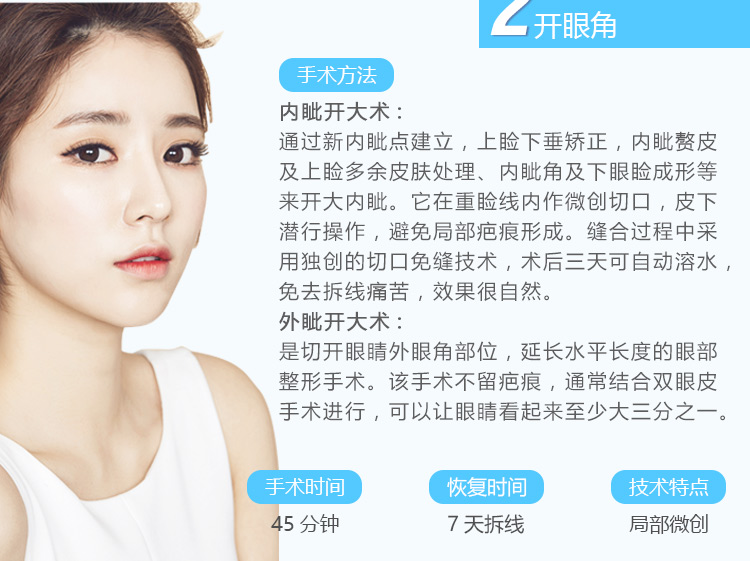 2 开眼角
手术方法
内眦开大术：
通过新内眦点建立，上睑下垂矫正，内眦赘皮
及上睑多余皮肤处理、内眦角及下眼睑成形等
来开大内眦。它在重睑线内作微创切口，皮下
潜行操作，避免局部疤痕形成。缝合过程中采
用独创的切口免缝技术，术后三天可自动溶水，
免去拆线痛苦，效果很自然。
外眦开大术：
是切开眼睛外眼角部位，延长水平长度的眼部
整形手术。该手术不留疤痕，通常结合双眼皮
手术进行，可以让眼睛看起来至少大三分之一。
手术时间 恢复时间 技术特点
45 分钟 7 天拆线 局部微创